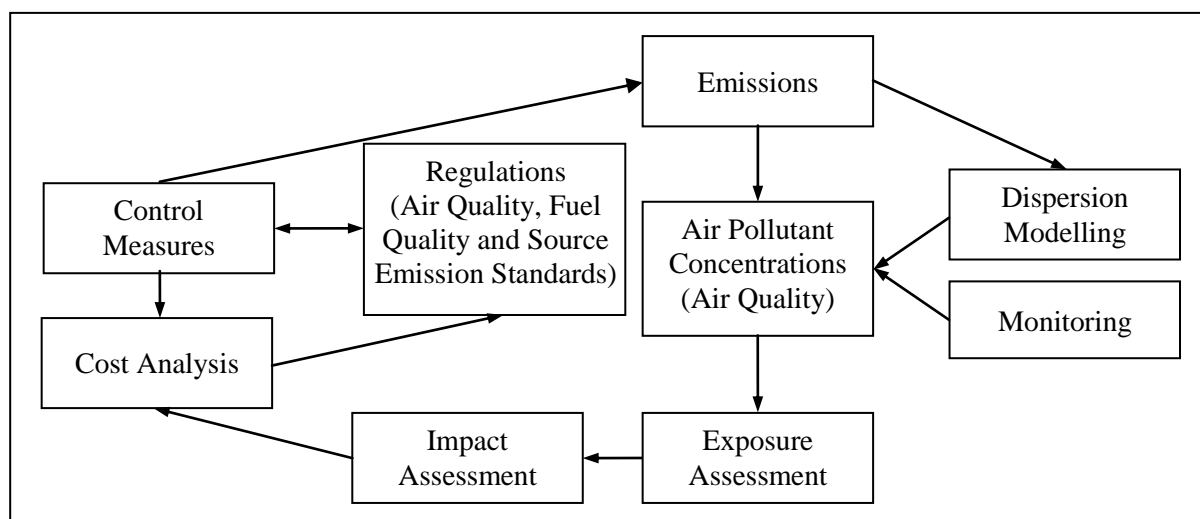 Emissions
Regulations
(Air Quality, Fuel
Quality and Source
Emission Standards)
Control
Measures
Dispersion
Modelling
Air Pollutant
Concentrations
(Air Quality)
Monitoring
Cost Analysis
Impact
Assessment
Exposure
Assessment